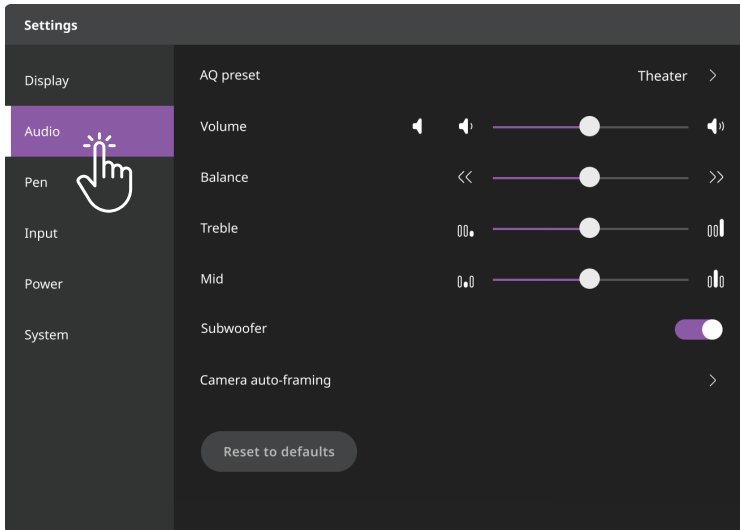 Settings
Display
Audio
Pen
Input
Power
System
AQ preset Theater
Volume
Balance
Treble
Mid
Subwoofer
Camera auto-framing
Reset to defaults